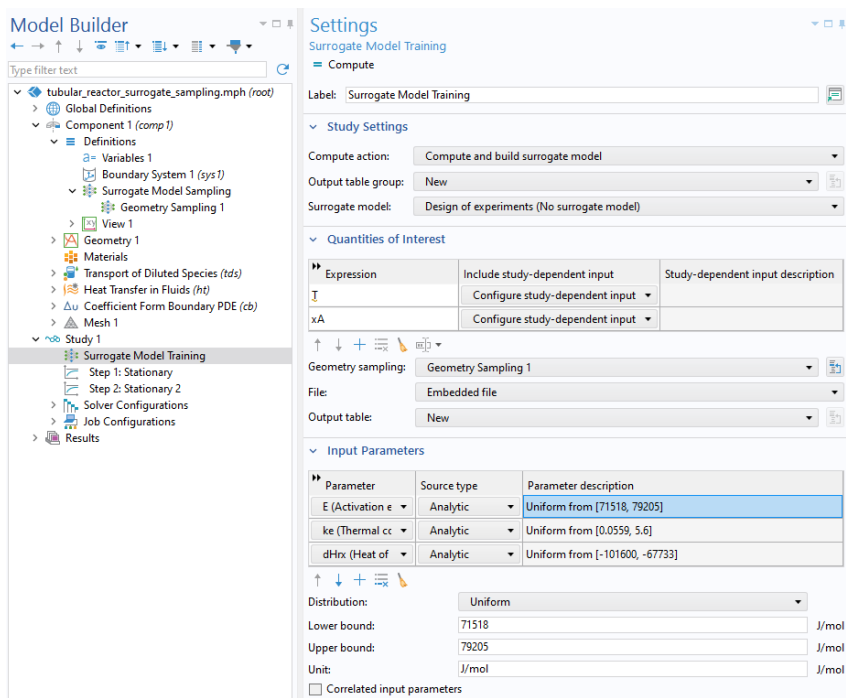 Model Builder
Type filter text
tubular_reactor_surrogate_sampling.mph (root)
Global Definitions
Component 1 (comp1)
Definitions
a= Variables 1
Boundary System 1 (sys1)
Surrogate Model Sampling
Geometry Sampling 1
View 1
Geometry 1
Materials
Transport of Diluted Species (tds)
Heat Transfer in Fluids (ht)
Δu Coefficient Form Boundary PDE (cb)
Mesh 1
Study 1
Surrogate Model Training
Step 1: Stationary
Step 2: Stationary 2
Solver Configurations
Job Configurations
Results
Settings
Surrogate Model Training
= Compute
Label: Surrogate Model Training
Study Settings
Compute action: Compute and build surrogate model
Output table group: New
Surrogate model: Design of experiments (No surrogate model)
Quantities of Interest
Expression Include study-dependent input Study-dependent input description
T Configure study-dependent input
xA Configure study-dependent input
Geometry sampling: Geometry Sampling 1
File: Embedded file
Output table: New
Input Parameters
Parameter Source type Parameter description
E (Activation e Analytic Uniform from [71518, 79205]
ke (Thermal cc Analytic Uniform from [0.0559, 5.6]
dHrx (Heat of Analytic Uniform from [-101600, -67733]
Distribution: Uniform
Lower bound: 71518 J/mol
Upper bound: 79205 J/mol
Unit: J/mol J/mol
Correlated input parameters